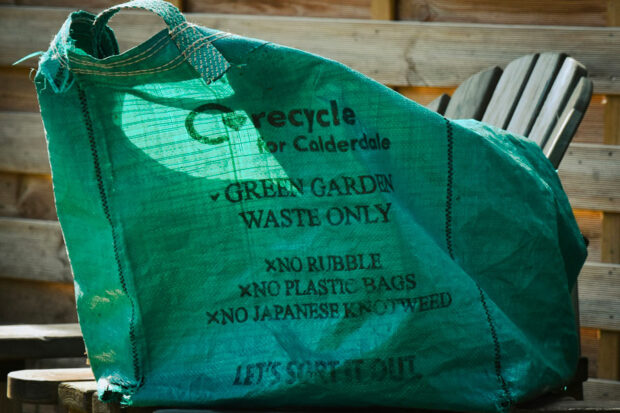 recycle
for Calderdale
✓GREEN GARDEN
WASTE ONLY
×NO RUBBLE
×NO PLASTIC BAGS
×NO JAPANESE KNOTWEED
LET'S SORT IT OUT.